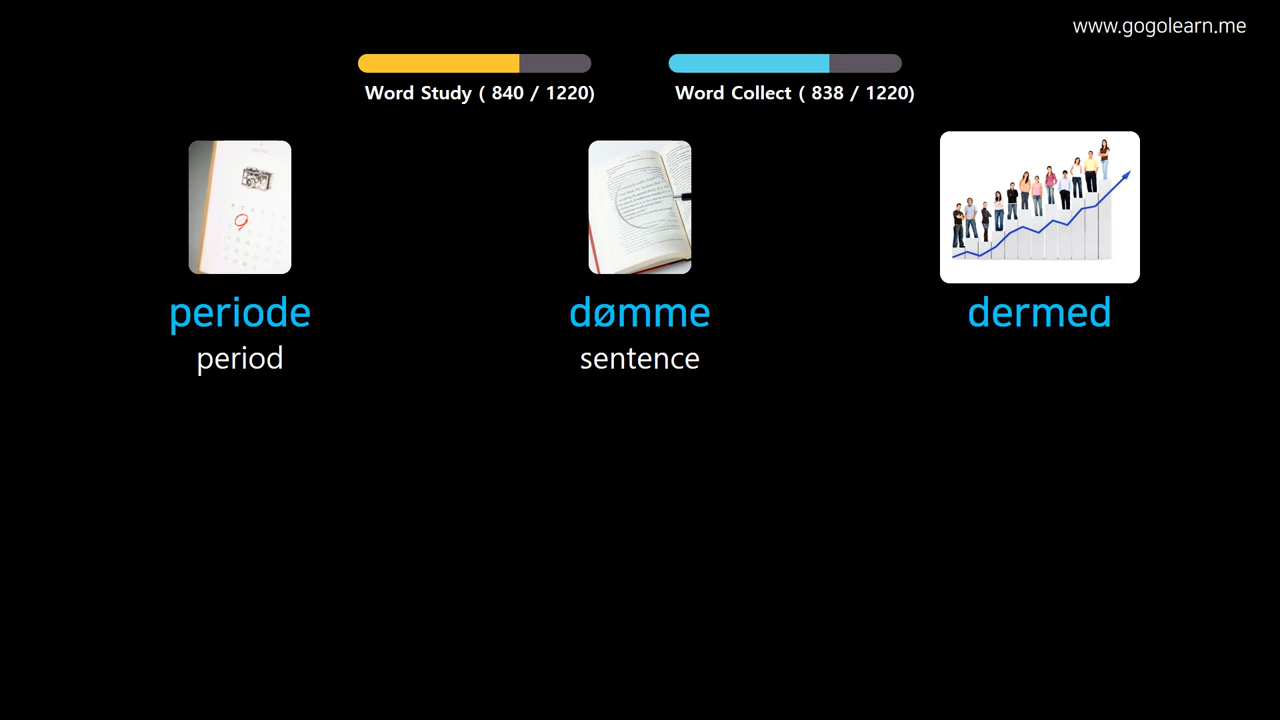 www.gogolearn.me
Word Study ( 840 / 1220)
Word Collect ( 838 / 1220)
periode
dømme
dermed
period
sentence